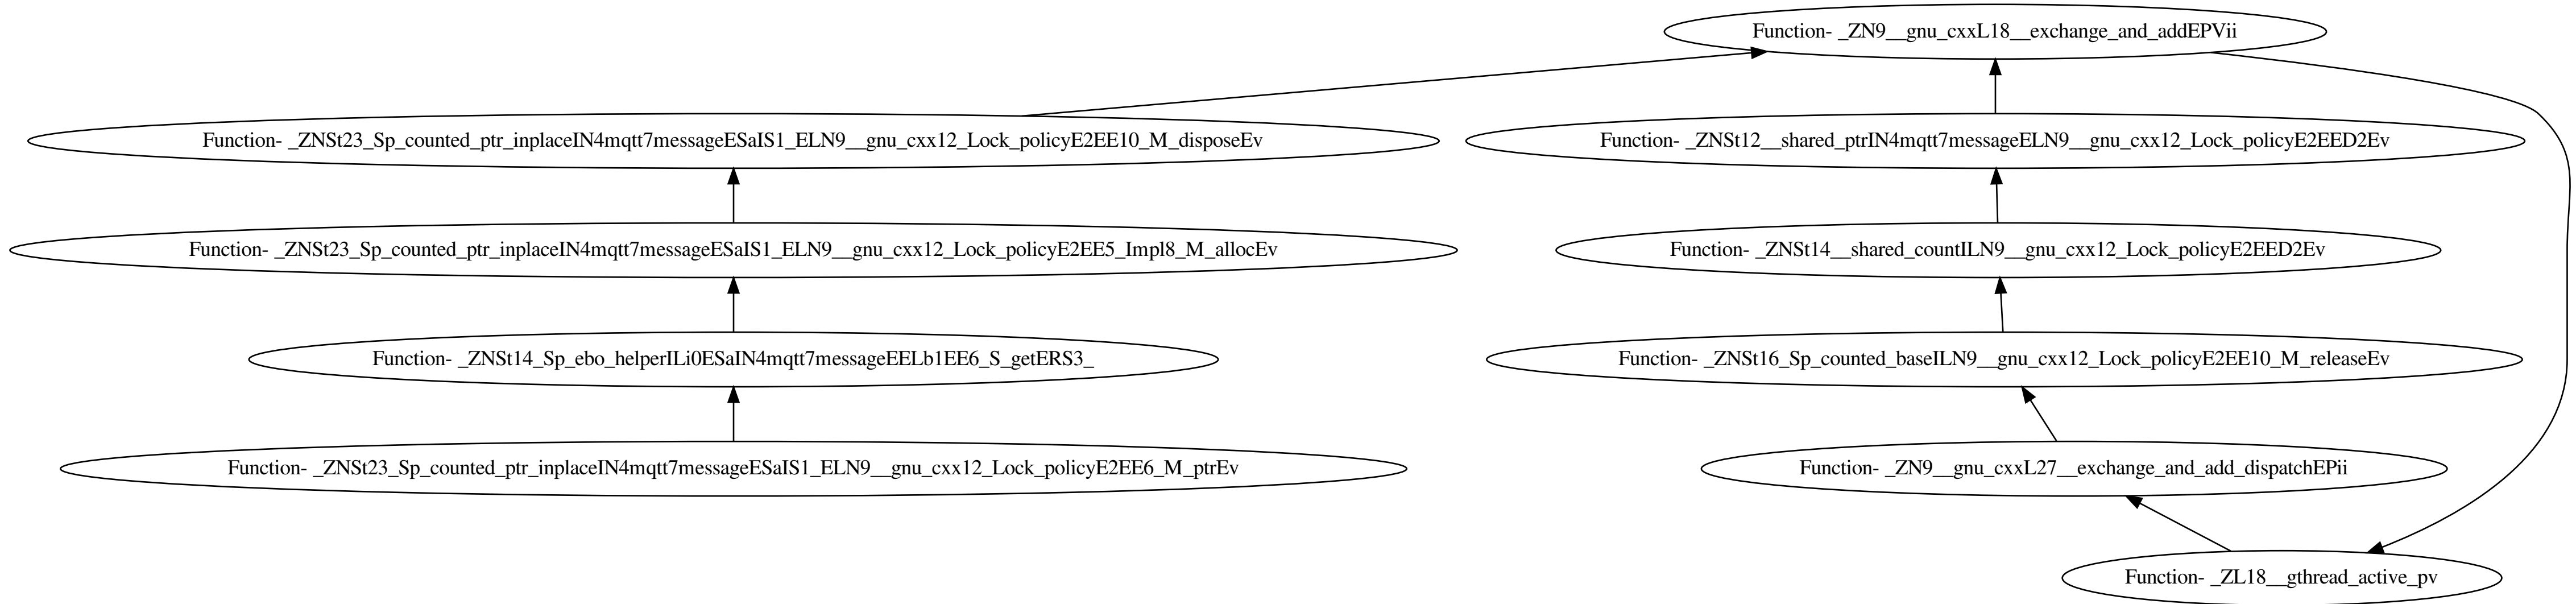 Function- _ZN9__gnu_cxxL18__exchange_and_addEPVii
Function- _ZNSt23_Sp_counted_ptr_inplaceIN4mqtt7messageESaIS1_ELN9__gnu_cxx12_Lock_policyE2EE10_M_disposeEv
Function- _ZNSt12__shared_ptrIN4mqtt7messageELN9__gnu_cxx12_Lock_policyE2EED2Ev
Function- _ZNSt23_Sp_counted_ptr_inplaceIN4mqtt7messageESaIS1_ELN9__gnu_cxx12_Lock_policyE2EE5_Impl8_M_allocEv
Function- _ZNSt14__shared_countILN9__gnu_cxx12_Lock_policyE2EED2Ev
Function- _ZNSt14_Sp_ebo_helperILi0ESaIN4mqtt7messageEELb1EE6_S_getERS3_
Function- _ZNSt16_Sp_counted_baseILN9__gnu_cxx12_Lock_policyE2EE10_M_releaseEv
Function- _ZNSt23_Sp_counted_ptr_inplaceIN4mqtt7messageESaIS1_ELN9__gnu_cxx12_Lock_policyE2EE6_M_ptrEv
Function- _ZN9__gnu_cxxL27__exchange_and_add_dispatchEPii
Function- _ZL18__gthread_active_pv